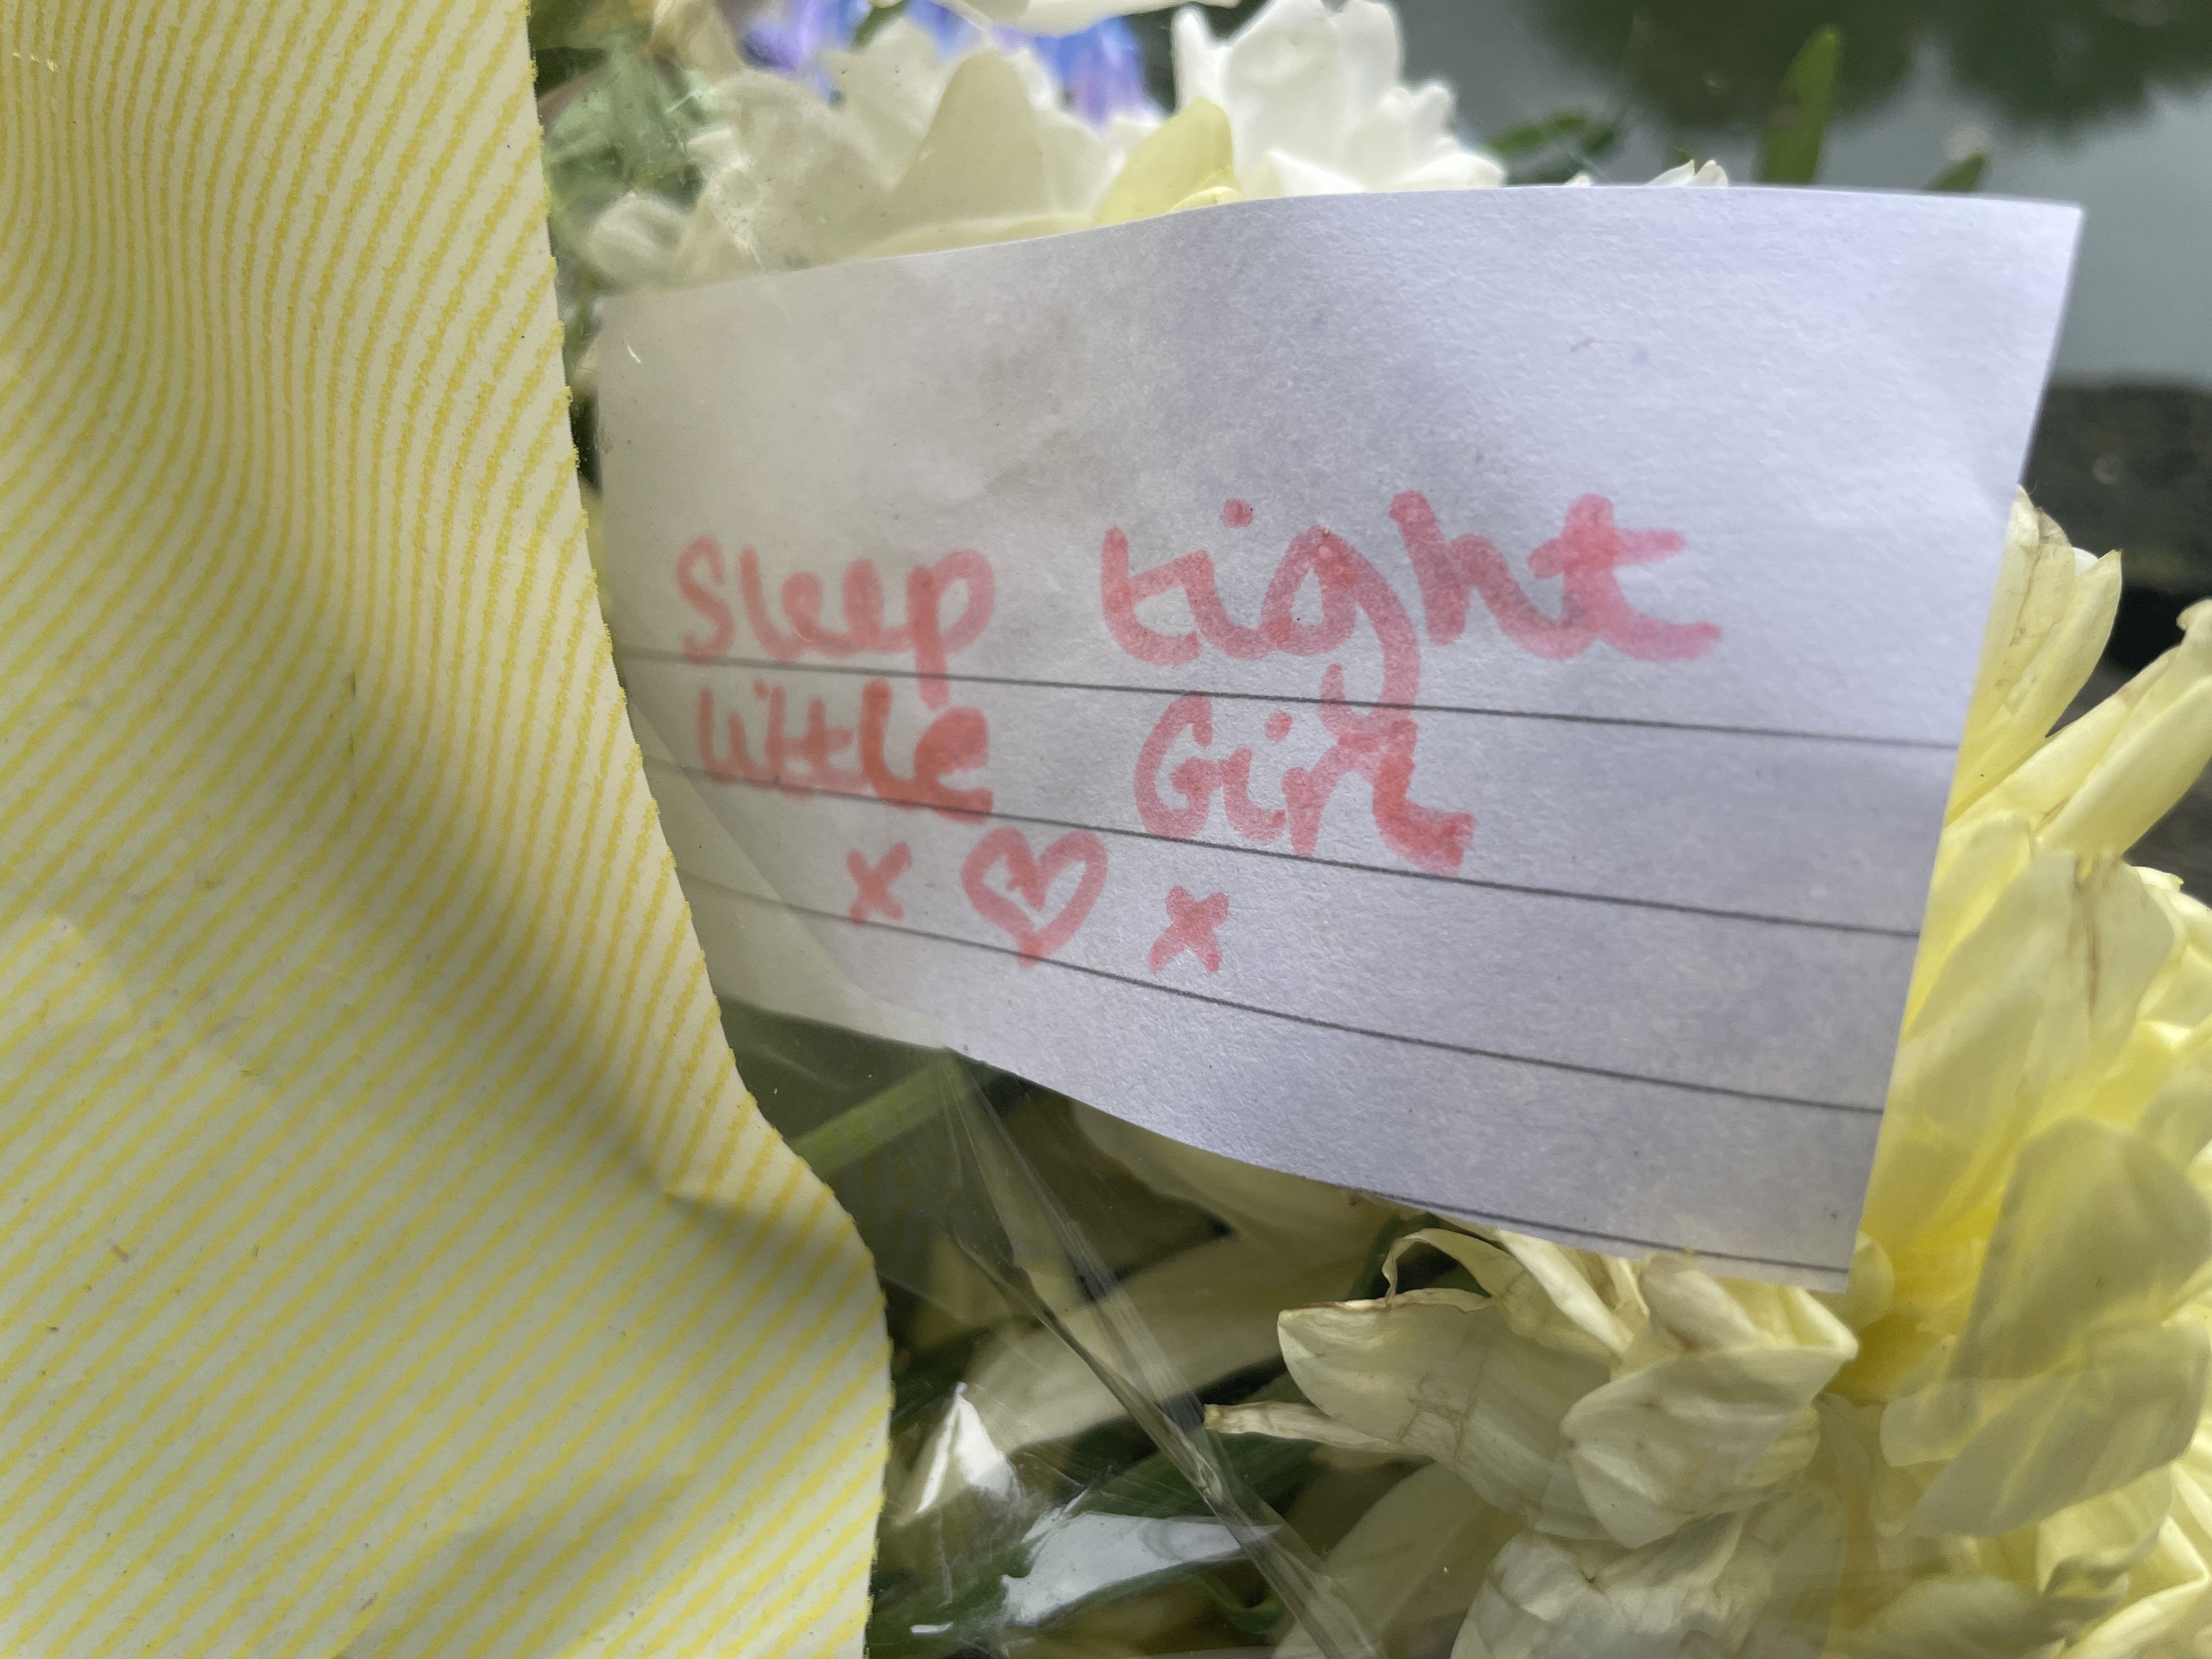 Sleep tight
little Girl
x ♡ x